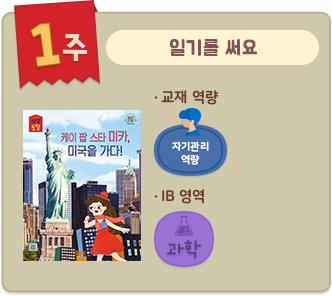 1주
일기를 써요
· 교재 역량
케이 팝 스타 미카,
미국을 가다!
자기관리
역량
· IB 영역
과학